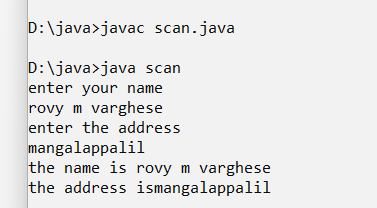 D:\java>javac scan.java
D:\java>java scan
enter your name
rovy m varghese
enter the address
mangalappalil
the name is rovy m varghese
the address ismangalappalil